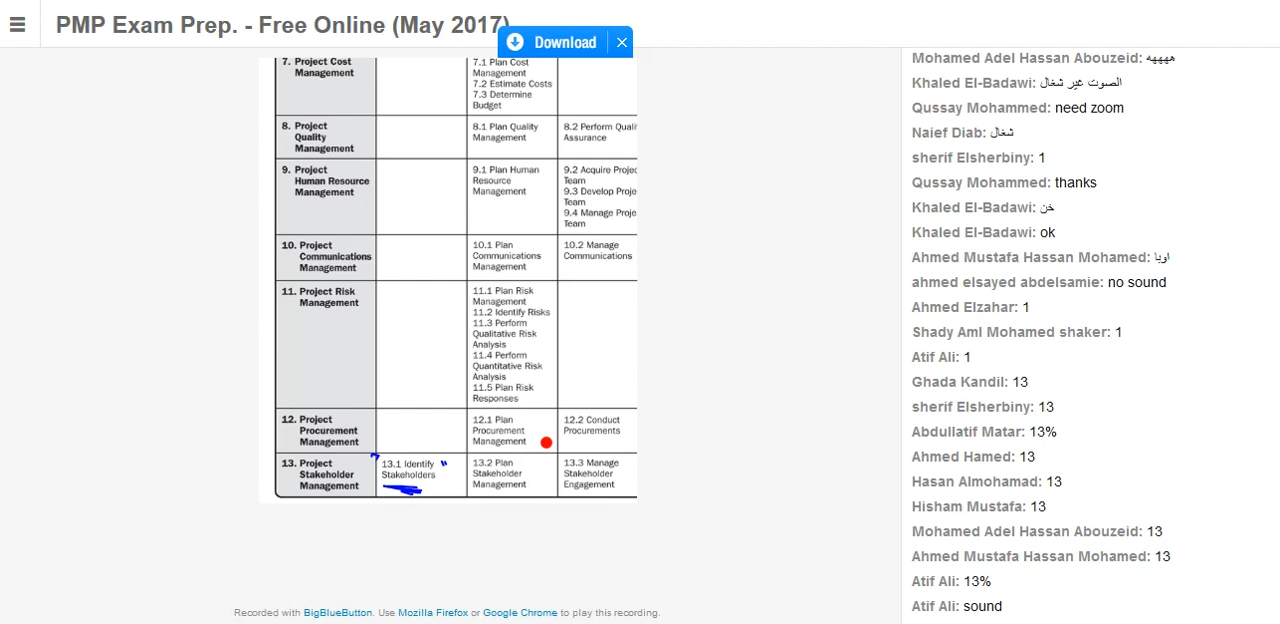 PMP Exam Prep. - Free Online (May 2017)
Download
7. Project Cost
Management
7.1 Plan Cost
Management
7.2 Estimate Costs
7.3 Determine
Budget
8. Project
Quality
Management
8.1 Plan Quality
Management
8.2 Perform Quali
Assurance
9. Project
Human Resource
Management
9.1 Plan Human
Resource
Management
9.2 Acquire Projec
Team
9.3 Develop Proje
Team
9.4 Manage Proje
Team
10. Project
Communications
Management
10.1 Plan
Communications
Management
10.2 Manage
Communications
11. Project Risk
Management
11.1 Plan Risk
Management
11.2 Identify Risks
11.3 Perform
Qualitative Risk
Analysis
11.4 Perform
Quantitative Risk
Analysis
11.5 Plan Risk
Responses
12. Project
Procurement
Management
12.1 Plan
Procurement
Management
12.2 Conduct
Procurements
13. Project
Stakeholder
Management
13.1 Identify
Stakeholders
13.2 Plan
Stakeholder
Management
13.3 Manage
Stakeholder
Engagement
Recorded with BigBlueButton. Use Mozilla Firefox or Google Chrome to play this recording.
Mohamed Adel Hassan Abouzeid: ههههه
Khaled El-Badawi: الصوت غير شغال
Qussay Mohammed: need zoom
Naief Diab: شغال
sherif Elsherbiny: 1
Qussay Mohammed: thanks
Khaled El-Badawi: خن
Khaled El-Badawi: ok
Ahmed Mustafa Hassan Mohamed: اوبا
ahmed elsayed abdelsamie: no sound
Ahmed Elzahar: 1
Shady Aml Mohamed shaker: 1
Atif Ali: 1
Ghada Kandil: 13
sherif Elsherbiny: 13
Abdullatif Matar: 13%
Ahmed Hamed: 13
Hasan Almohamad: 13
Hisham Mustafa: 13
Mohamed Adel Hassan Abouzeid: 13
Ahmed Mustafa Hassan Mohamed: 13
Atif Ali: 13%
Atif Ali: sound